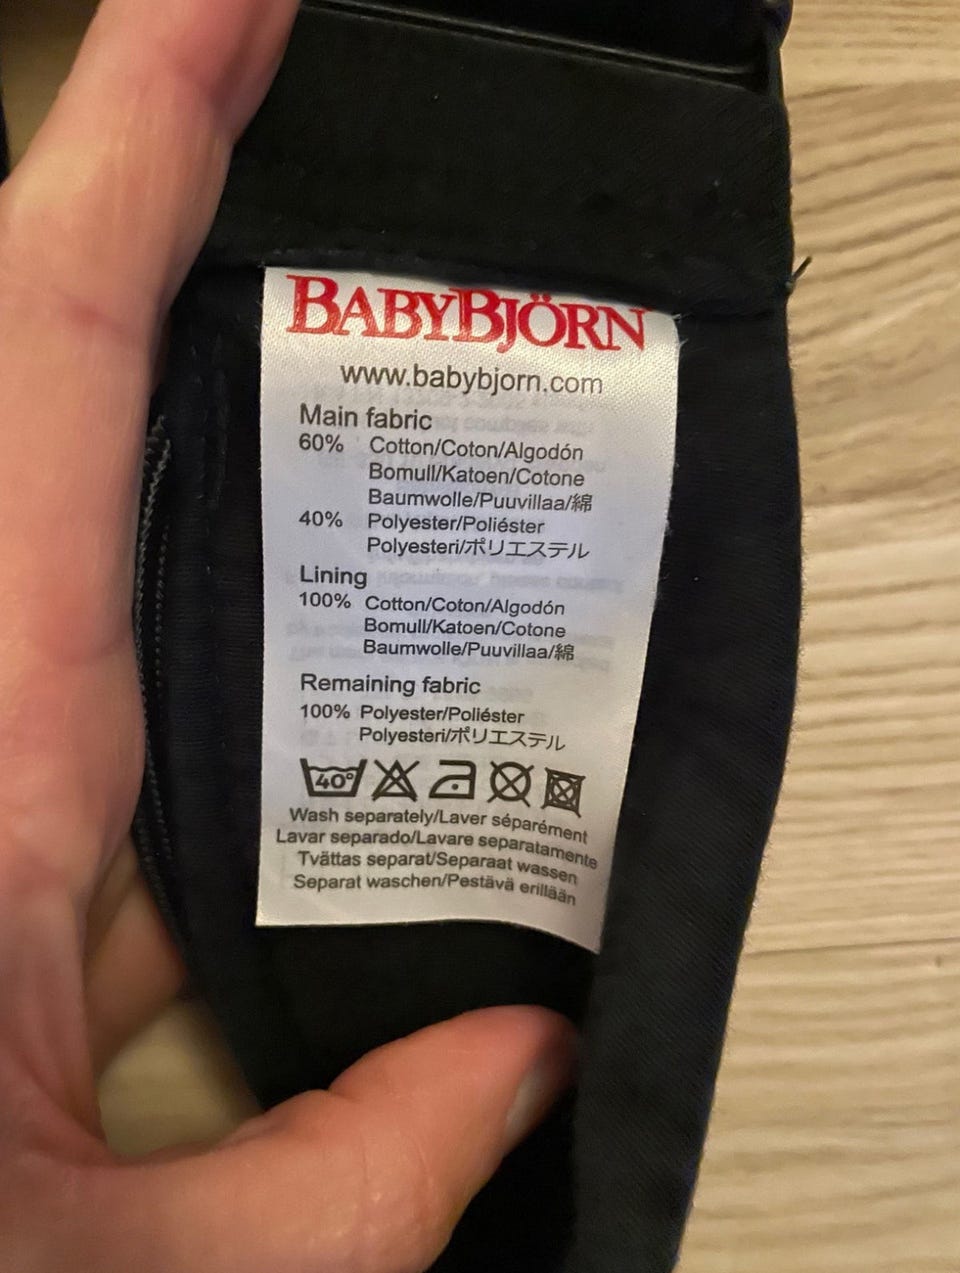 BABYBJÖRN
www.babybjorn.com
Main fabric
60% Cotton/Coton/Algodón
Bomull/Katoen/Cotone
Baumwolle/Puuvillaa/綿
40% Polyester/Poliéster
Polyesteri/ポリエステル
Lining
100% Cotton/Coton/Algodón
Bomull/Katoen/Cotone
Baumwolle/Puuvillaa/綿
Remaining fabric
100% Polyester/Poliéster
Polyesteri/ポリエステル
40°
Wash separately/Laver séparément
Lavar separado/Lavare separatamente
Tvättas separat/Separaat wassen
Separat waschen/Pestävä erillään